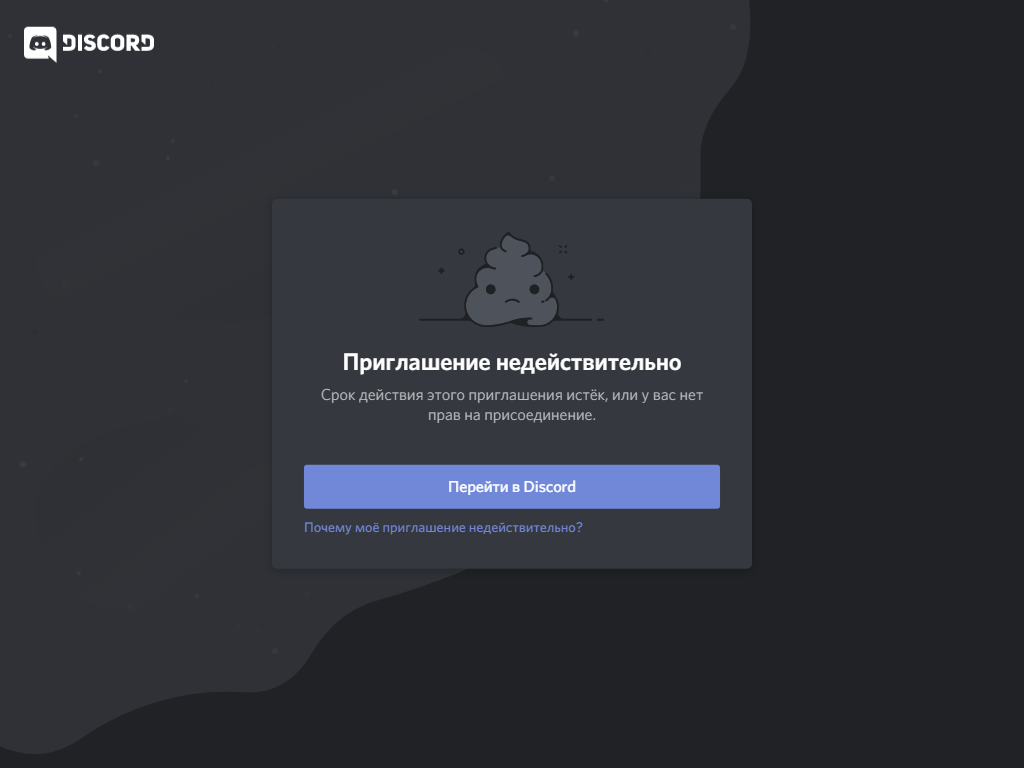 DISCORD
Приглашение недействительно
Срок действия этого приглашения истёк, или у вас нет
прав на присоединение.
Перейти в Discord
Почему моё приглашение недействительно?